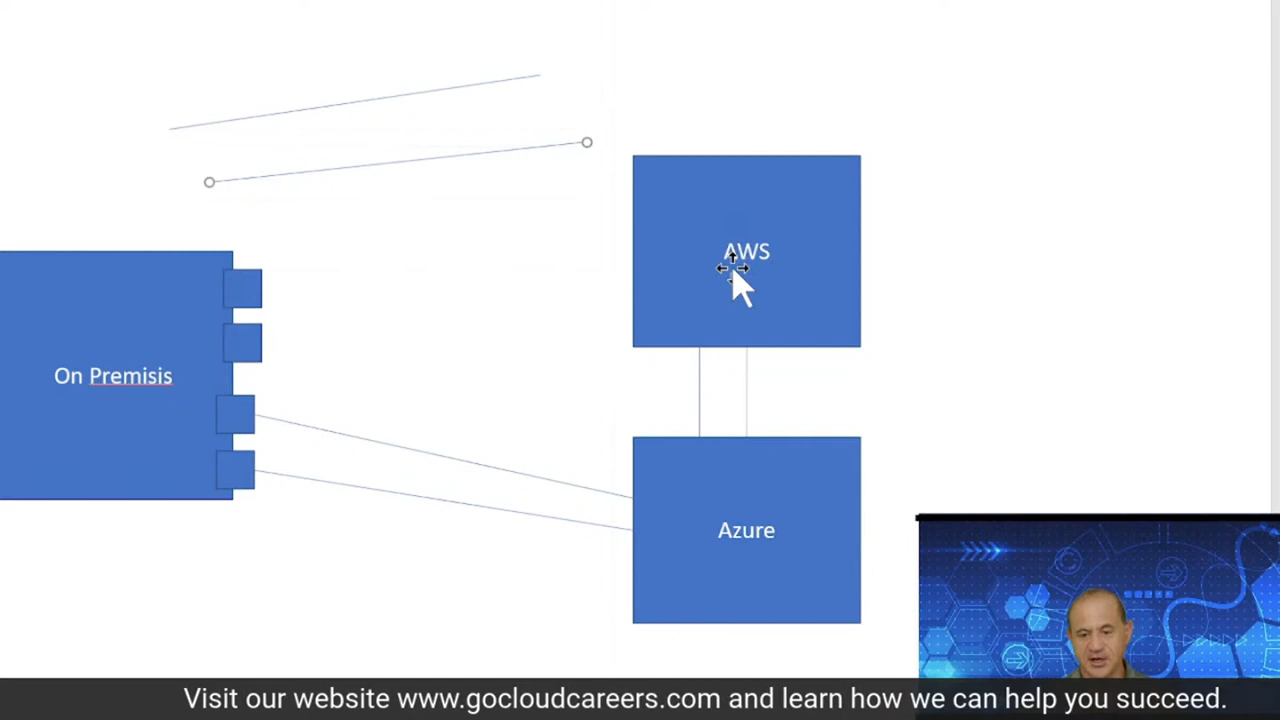 AWS
On Premisis
Azure
Visit our website www.gocloudcareers.com and learn how we can help you succeed.